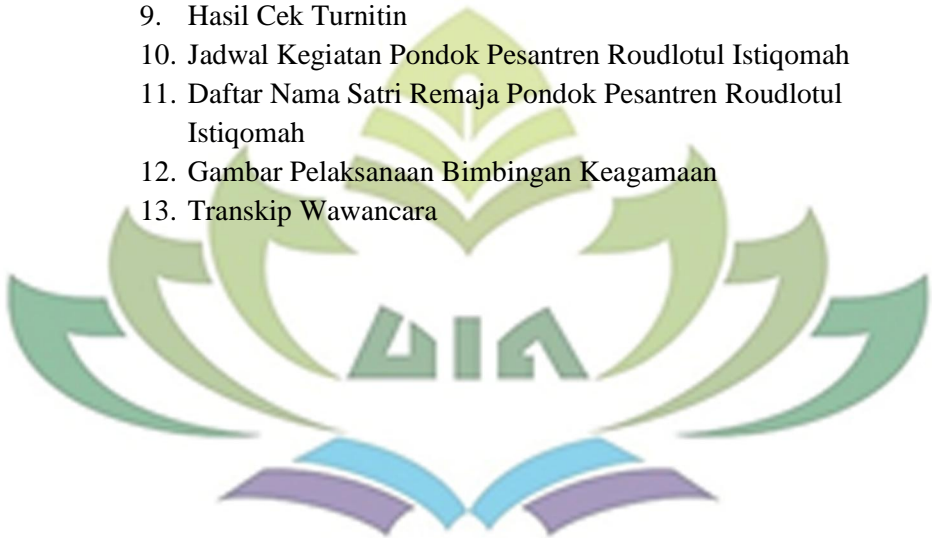 9. Hasil Cek Turnitin
10. Jadwal Kegiatan Pondok Pesantren Roudlotul Istiqomah
11. Daftar Nama Satri Remaja Pondok Pesantren Roudlotul
Istiqomah
12. Gambar Pelaksanaan Bimbingan Keagamaan
13. Transkip Wawancara
UIN